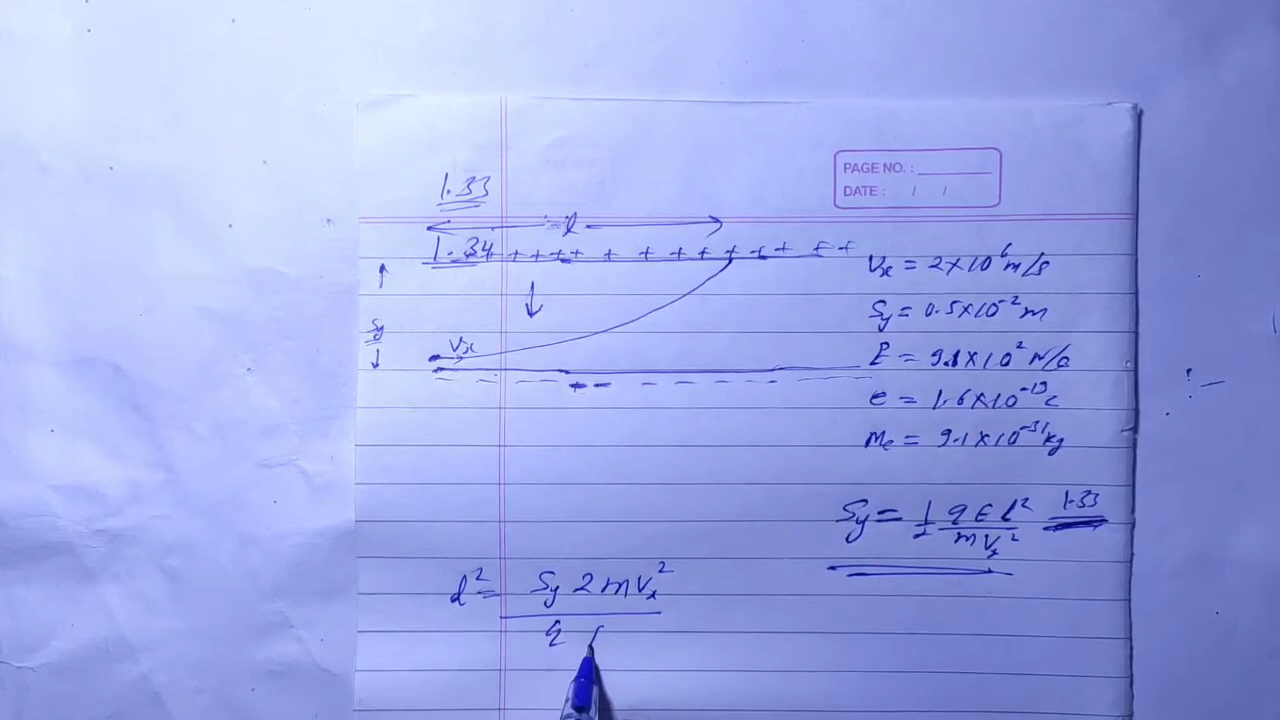 PAGE NO. :
DATE : / /
1.33
l
1.34 + + + + + + + + + + + + +
Vx = 2×10⁶ m/s
Sy = 0.5×10⁻² m
Sy
Vx
E = 9.1×10² N/c
e = 1.6×10⁻¹⁹ c
me = 9.1×10⁻³¹ kg
Sy = 1/2 qEl²/mVx² 1.33
l² = Sy 2mVx²
q